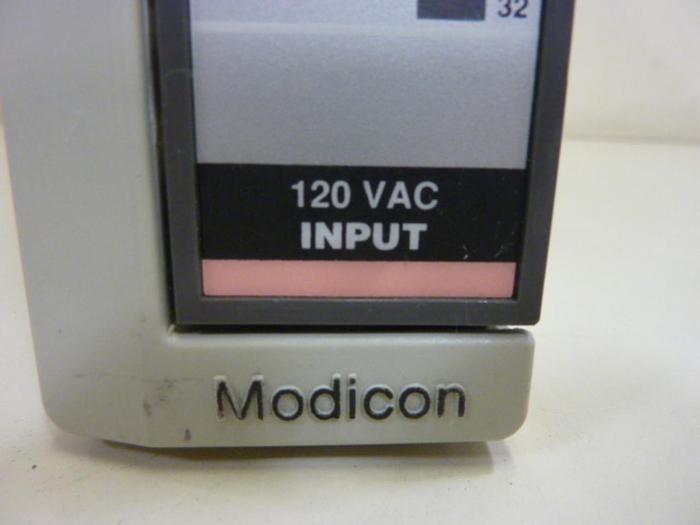 32
120 VAC
INPUT
Modicon